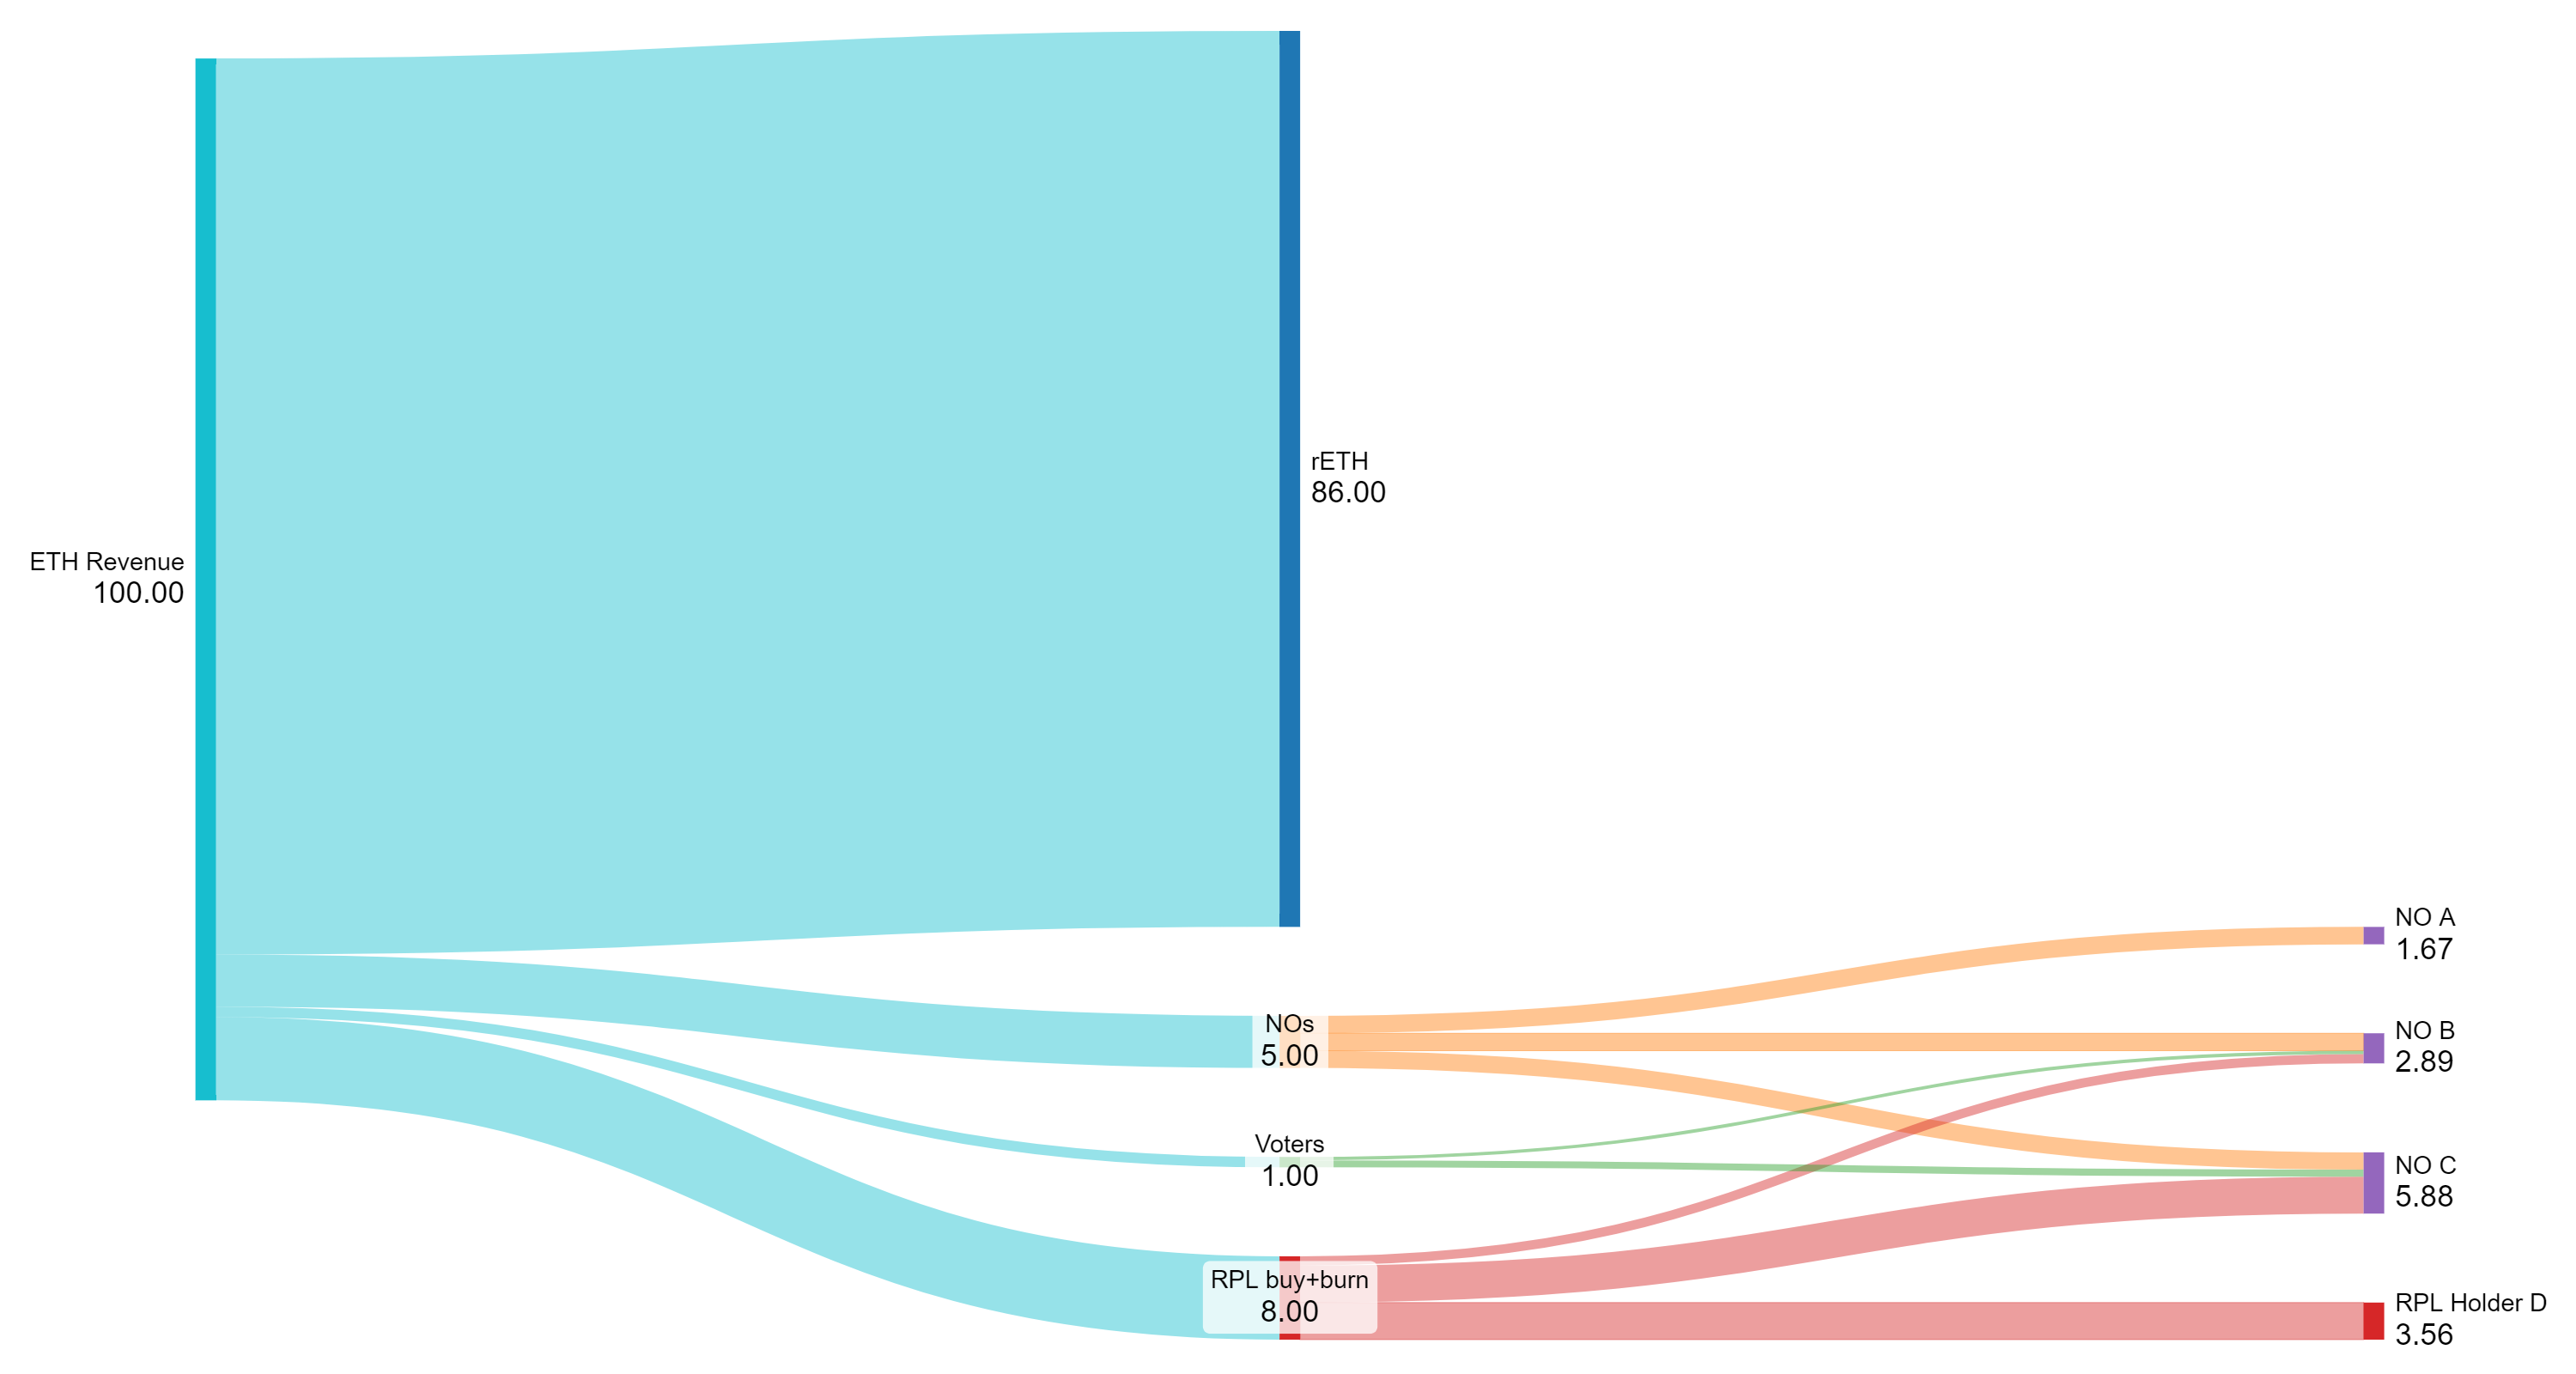 ETH Revenue
100.00
rETH
86.00
NOs
5.00
Voters
1.00
RPL buy+burn
8.00
NO A
1.67
NO B
2.89
NO C
5.88
RPL Holder D
3.56